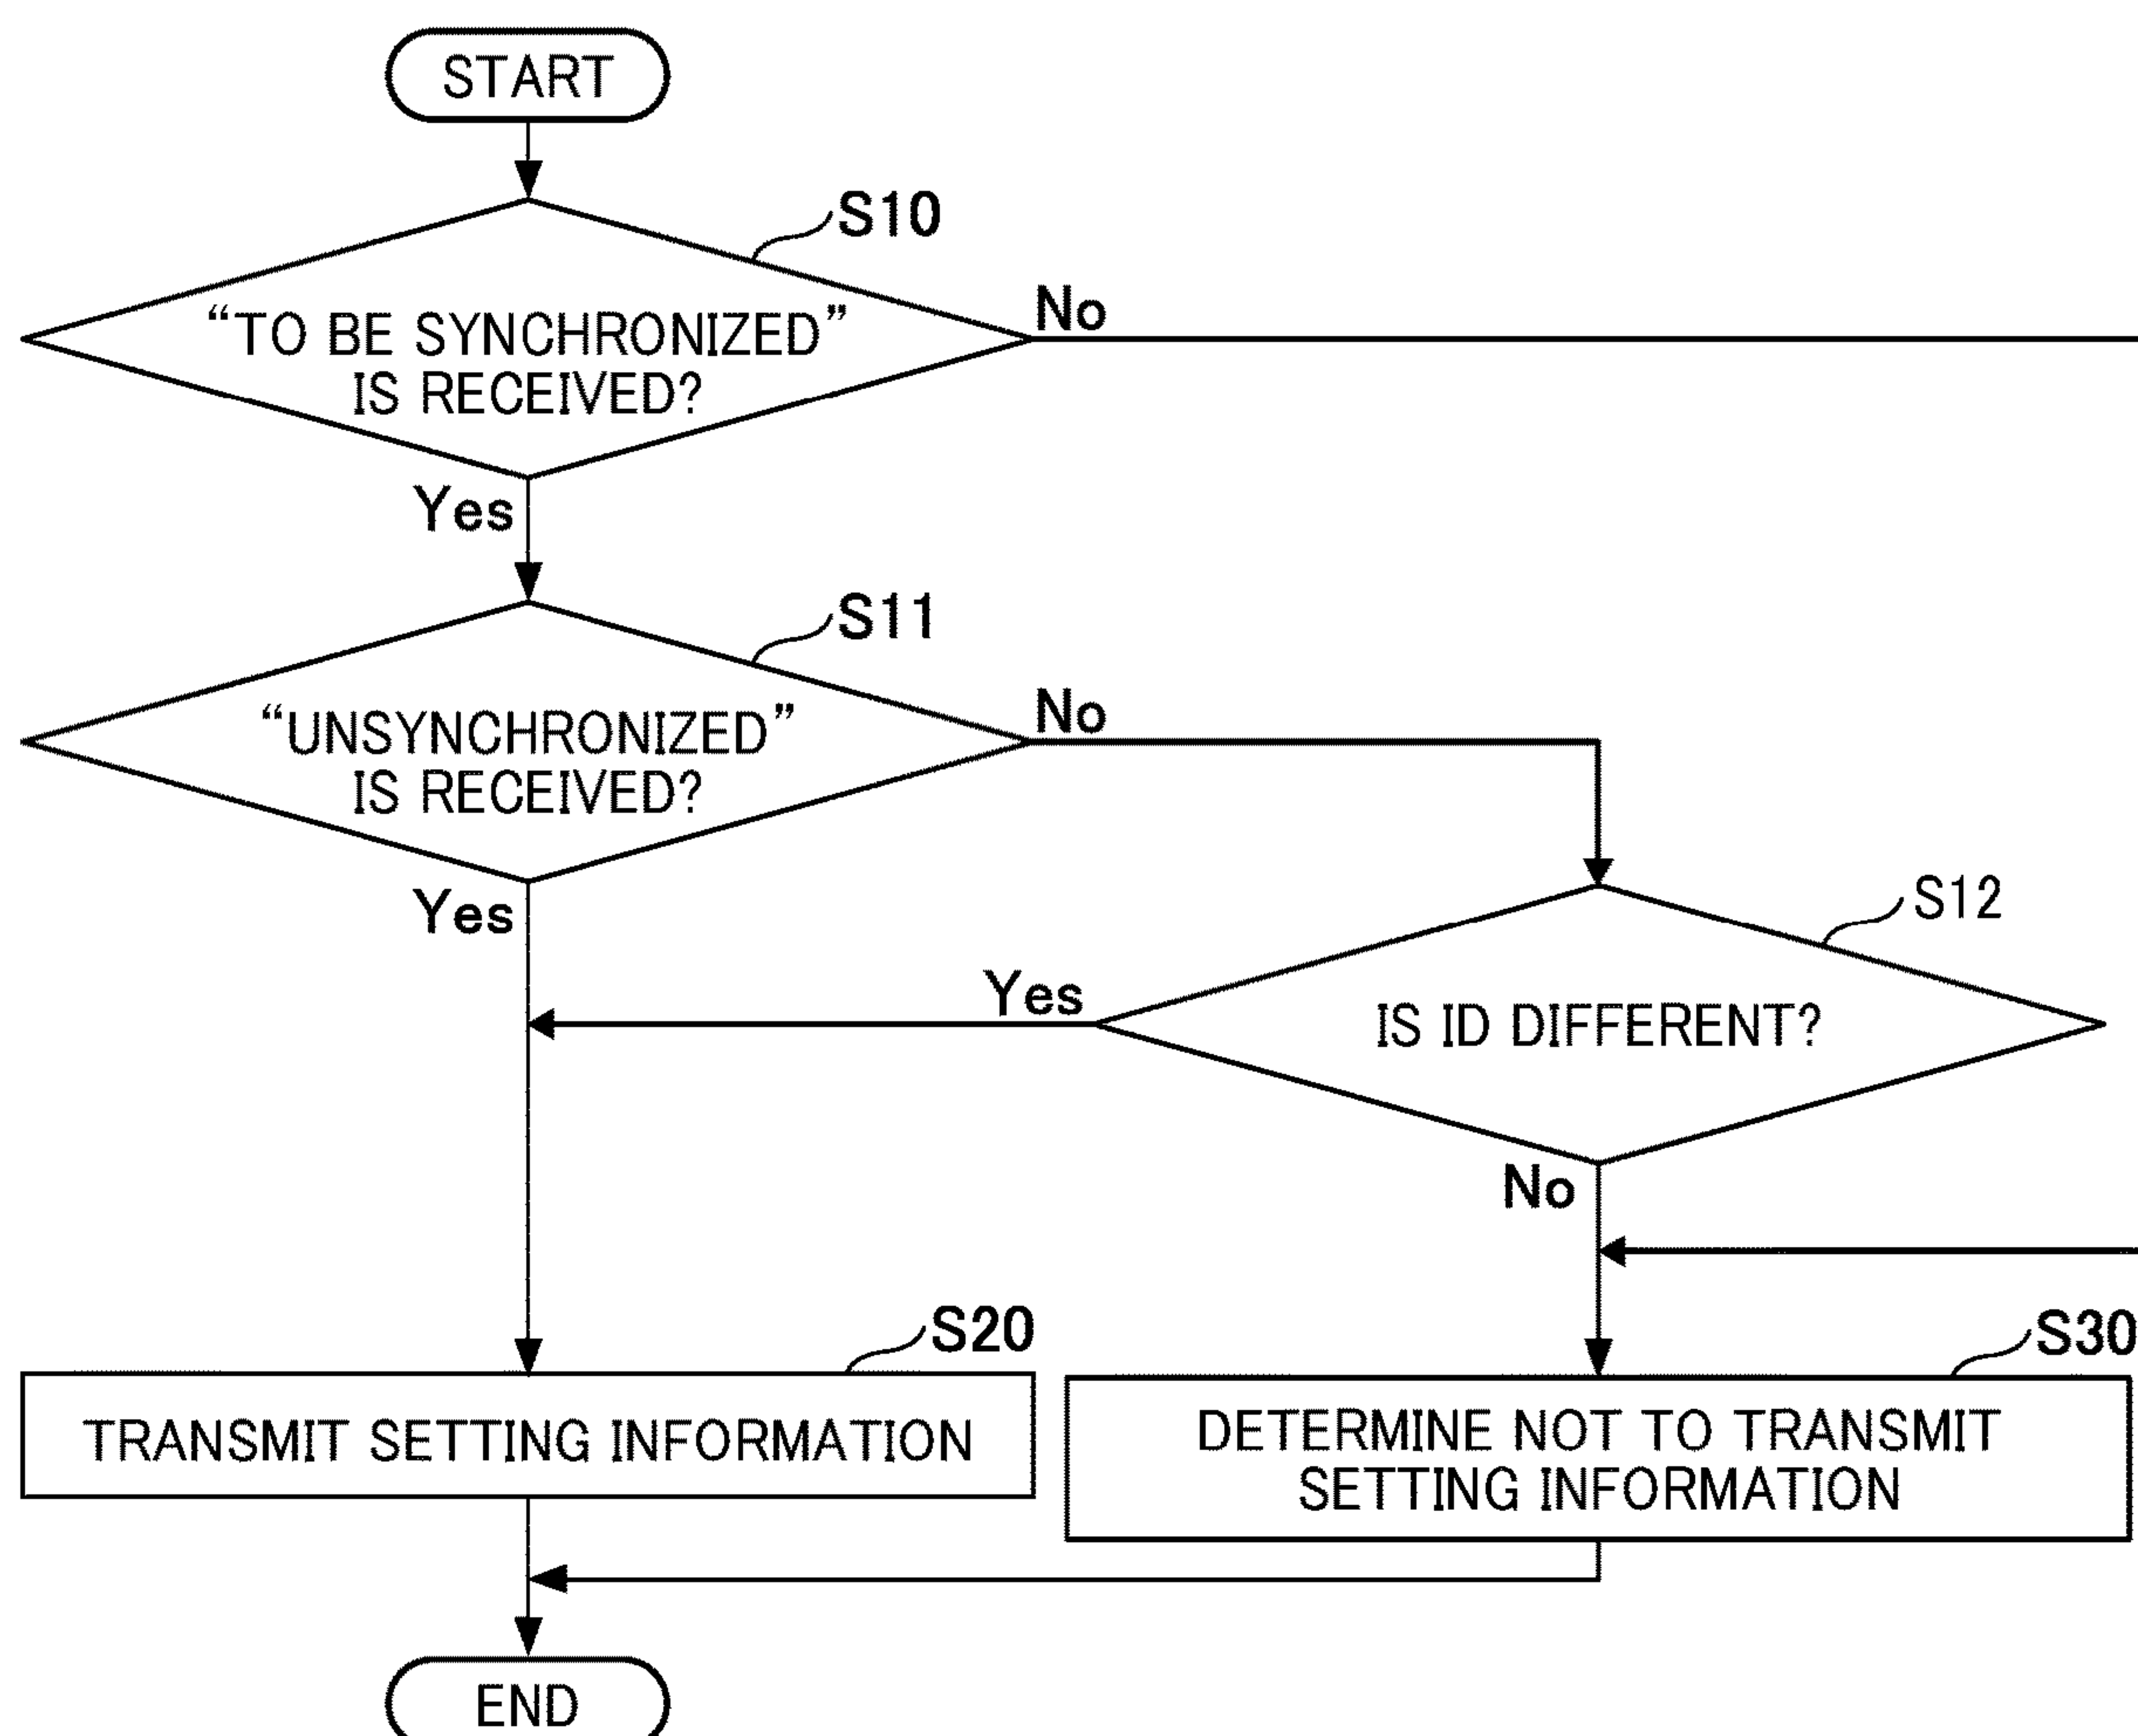 START
S10
“TO BE SYNCHRONIZED”
IS RECEIVED?
No
Yes
S11
“UNSYNCHRONIZED”
IS RECEIVED?
No
Yes
S12
IS ID DIFFERENT?
Yes
No
S20
TRANSMIT SETTING INFORMATION
S30
DETERMINE NOT TO TRANSMIT
SETTING INFORMATION
END